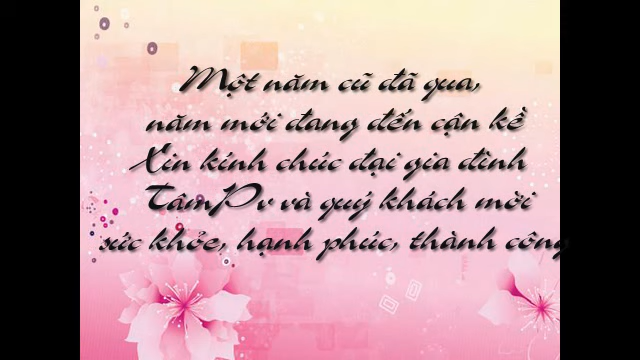 Một năm cũ đã qua,
năm mới đang đến cận kề
Xin kính chúc đại gia đình
TâmPv và quý khách mời
sức khỏe, hạnh phúc, thành công